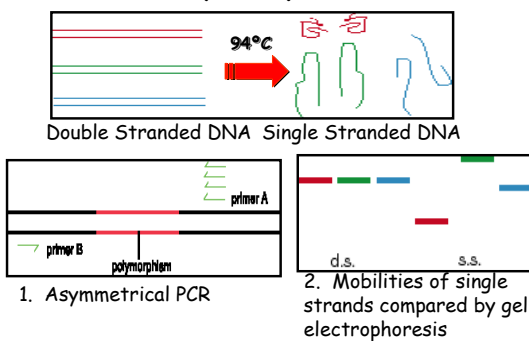 94°C
Double Stranded DNA Single Stranded DNA
primer A
primer B
polymorphism
1. Asymmetrical PCR
d.s. s.s.
2. Mobilities of single
strands compared by gel
electrophoresis